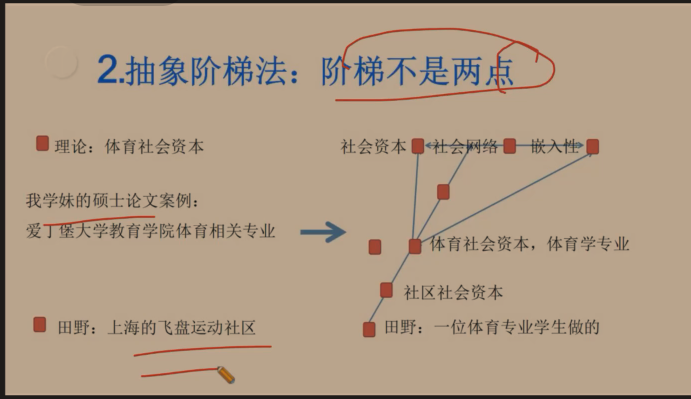 2.抽象阶梯法：阶梯不是两点
理论：体育社会资本
我学妹的硕士论文案例：
爱丁堡大学教育学院体育相关专业
田野：上海的飞盘运动社区
社会资本 社会网络 嵌入性
体育社会资本，体育学专业
社区社会资本
田野：一位体育专业学生做的